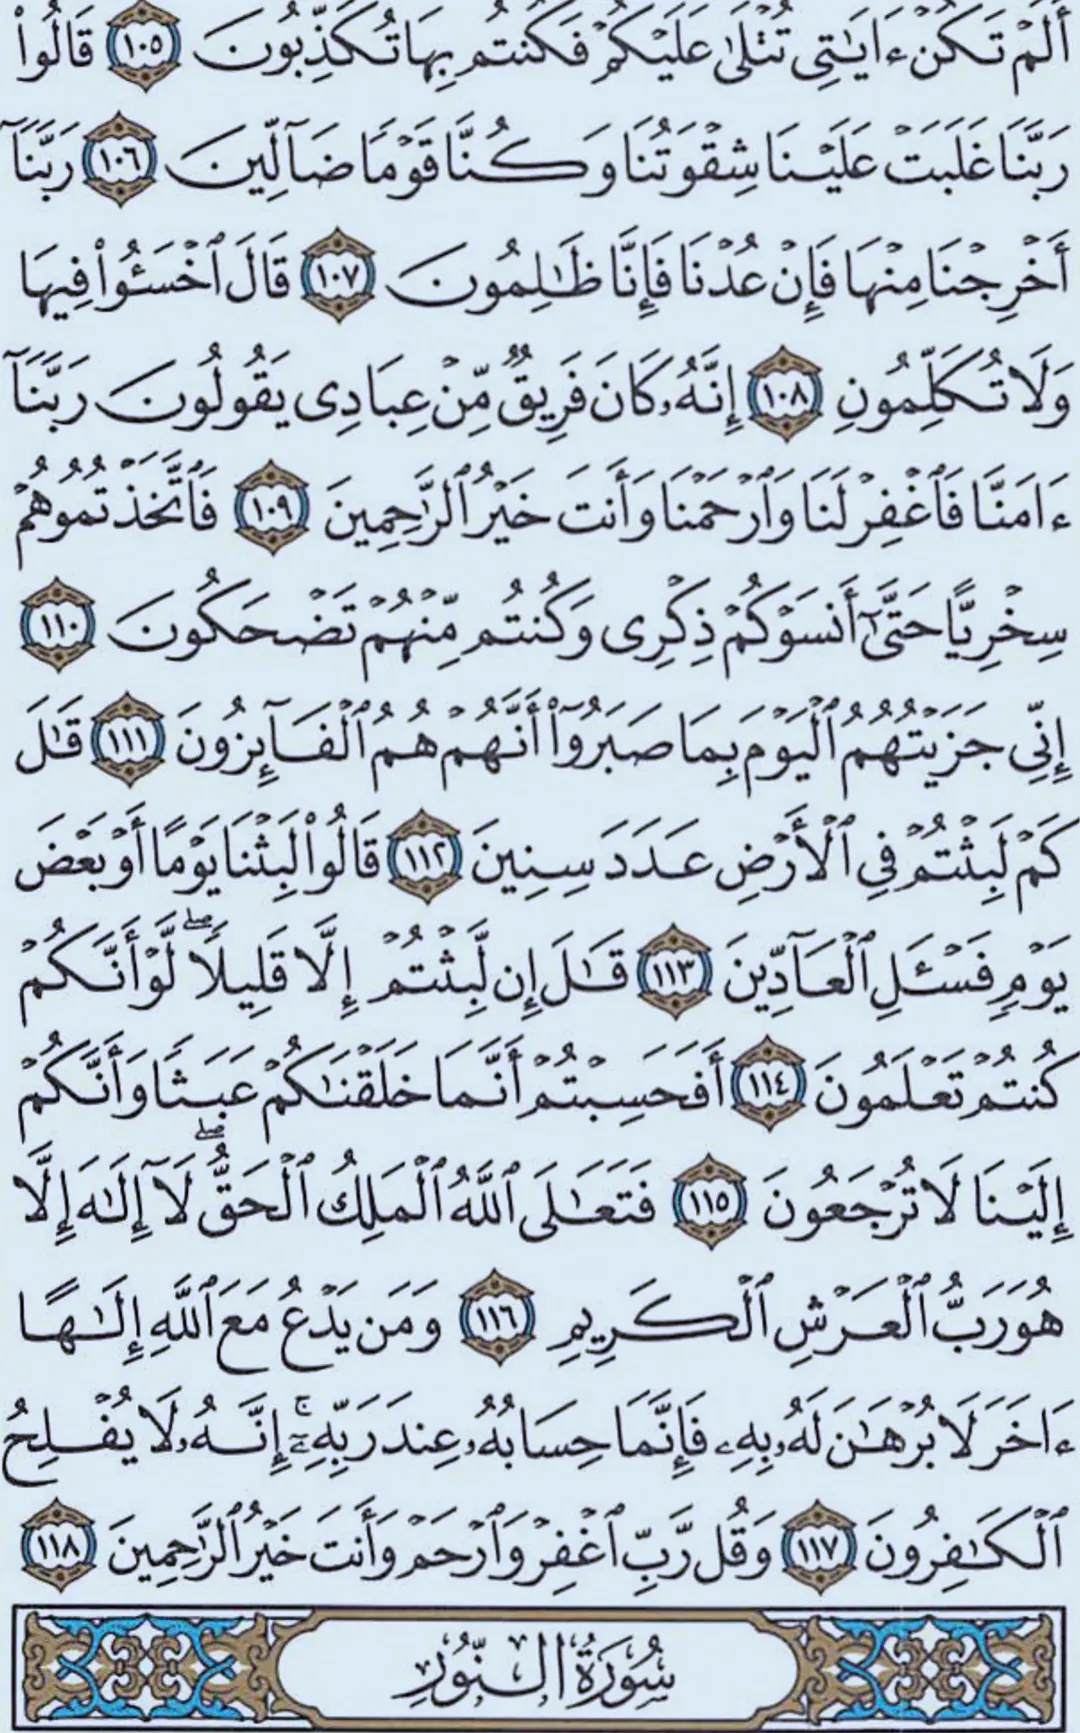 أَلَمْ تَكُنْ ءَايَٰتِى تُتْلَىٰ عَلَيْكُمْ فَكُنتُم بِهَا تُكَذِّبُونَ ١٠٥ قَالُوا۟
رَبَّنَا غَلَبَتْ عَلَيْنَا شِقْوَتُنَا وَكُنَّا قَوْمًا ضَآلِّينَ ١٠٦ رَبَّنَآ
أَخْرِجْنَا مِنْهَا فَإِنْ عُدْنَا فَإِنَّا ظَٰلِمُونَ ١٠٧ قَالَ ٱخْسَـُٔوا۟ فِيهَا
وَلَا تُكَلِّمُونِ ١٠٨ إِنَّهُۥ كَانَ فَرِيقٌ مِّنْ عِبَادِى يَقُولُونَ رَبَّنَآ
ءَامَنَّا فَٱغْفِرْ لَنَا وَٱرْحَمْنَا وَأَنتَ خَيْرُ ٱلرَّٰحِمِينَ ١٠٩ فَٱتَّخَذْتُمُوهُمْ
سِخْرِيًّا حَتَّىٰٓ أَنسَوْكُمْ ذِكْرِى وَكُنتُم مِّنْهُمْ تَضْحَكُونَ ١١٠
إِنِّى جَزَيْتُهُمُ ٱلْيَوْمَ بِمَا صَبَرُوٓا۟ أَنَّهُمْ هُمُ ٱلْفَآئِزُونَ ١١١ قَٰلَ
كَمْ لَبِثْتُمْ فِى ٱلْأَرْضِ عَدَدَ سِنِينَ ١١٢ قَالُوا۟ لَبِثْنَا يَوْمًا أَوْ بَعْضَ
يَوْمٍ فَسْـَٔلِ ٱلْعَآدِّينَ ١١٣ قَٰلَ إِن لَّبِثْتُمْ إِلَّا قَلِيلًا ۖ لَّوْ أَنَّكُمْ
كُنتُمْ تَعْلَمُونَ ١١٤ أَفَحَسِبْتُمْ أَنَّمَا خَلَقْنَٰكُمْ عَبَثًا وَأَنَّكُمْ
إِلَيْنَا لَا تُرْجَعُونَ ١١٥ فَتَعَٰلَى ٱللَّهُ ٱلْمَلِكُ ٱلْحَقُّ ۖ لَآ إِلَٰهَ إِلَّا
هُوَ رَبُّ ٱلْعَرْشِ ٱلْكَرِيمِ ١١٦ وَمَن يَدْعُ مَعَ ٱللَّهِ إِلَٰهًا
ءَاخَرَ لَا بُرْهَٰنَ لَهُۥ بِهِۦ فَإِنَّمَا حِسَابُهُۥ عِندَ رَبِّهِۦٓ ۚ إِنَّهُۥ لَا يُفْلِحُ
ٱلْكَٰفِرُونَ ١١٧ وَقُل رَّبِّ ٱغْفِرْ وَٱرْحَمْ وَأَنتَ خَيْرُ ٱلرَّٰحِمِينَ ١١٨
سُورَةُ النُّورِ